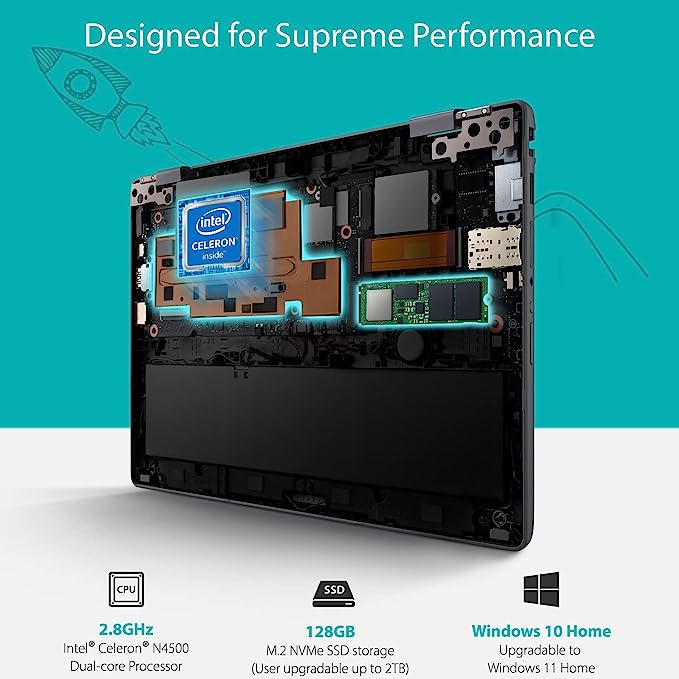 Designed for Supreme Performance
intel
CELERON®
inside™
CPU
SSD
2.8GHz
128GB
Windows 10 Home
Intel® Celeron® N4500
M.2 NVMe SSD storage
Upgradable to
Dual-core Processor
(User upgradable up to 2TB)
Windows 11 Home